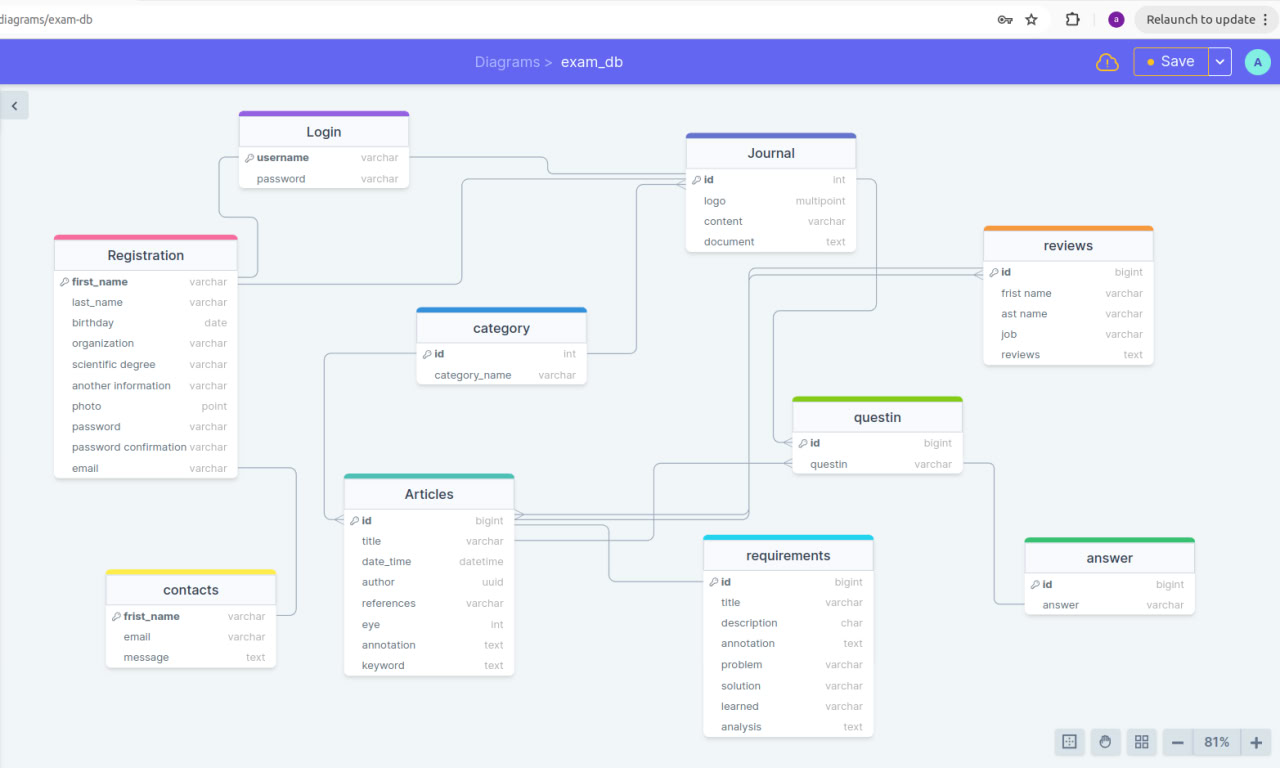 diagrams/exam-db
a
Relaunch to update
Diagrams > exam_db
Save
A
Login
username varchar
password varchar
Journal
id int
logo multipoint
content varchar
document text
Registration
first_name varchar
last_name varchar
birthday date
organization varchar
scientific degree varchar
another information varchar
photo point
password varchar
password confirmation varchar
email varchar
reviews
id bigint
frist name varchar
ast name varchar
job varchar
reviews text
category
id int
category_name varchar
questin
id bigint
questin varchar
Articles
id bigint
title varchar
date_time datetime
author uuid
references varchar
eye int
annotation text
keyword text
requirements
id bigint
title varchar
description char
annotation text
problem varchar
solution varchar
learned varchar
analysis text
answer
id bigint
answer varchar
contacts
frist_name varchar
email varchar
message text
81%